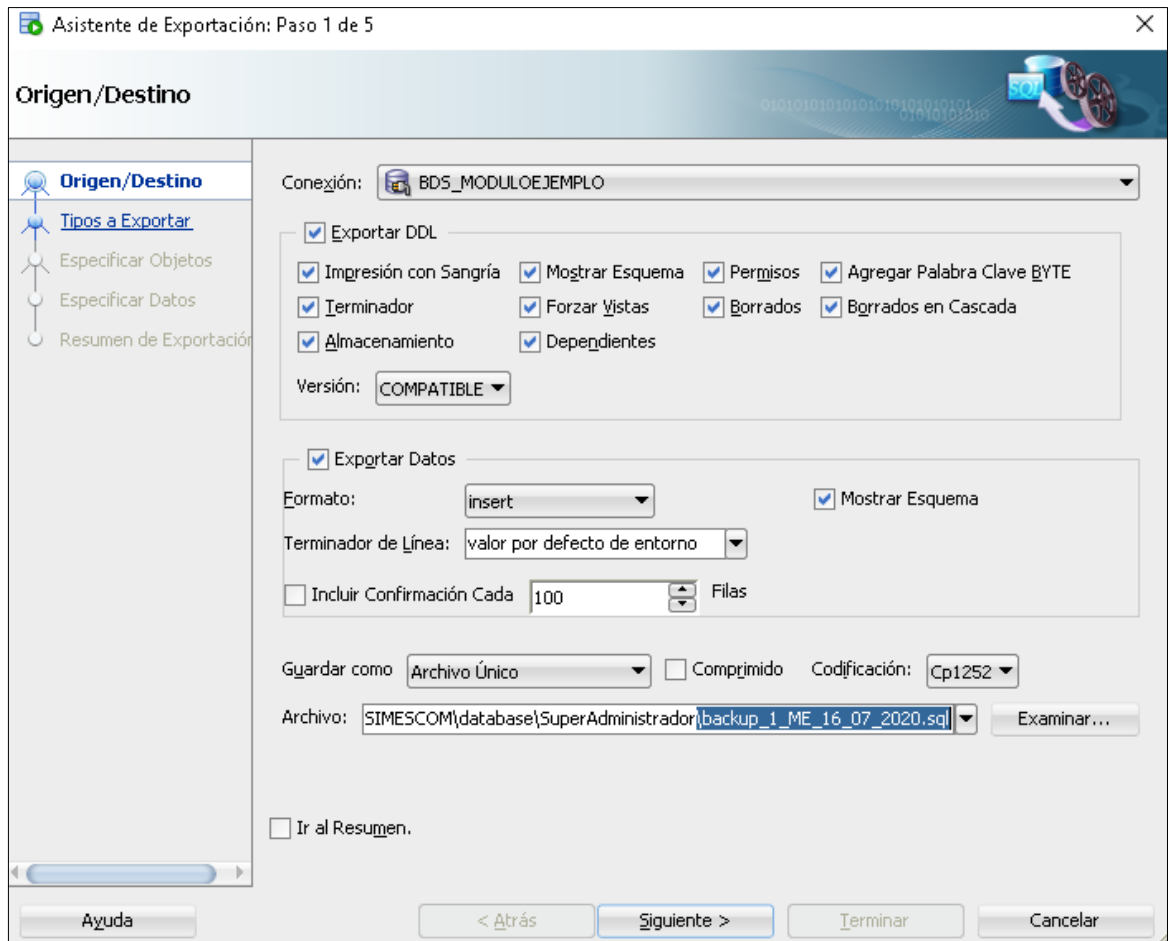 Asistente de Exportación: Paso 1 de 5
Origen/Destino
010101010101010101010101
01010101010
Origen/Destino
Tipos a Exportar
Especificar Objetos
Especificar Datos
Resumen de Exportación
Conexión: BDS_MODULOEJEMPLO
Exportar DDL
Impresión con Sangría Mostrar Esquema Permisos Agregar Palabra Clave BYTE
Terminador Forzar Vistas Borrados Borrados en Cascada
Almacenamiento Dependientes
Versión: COMPATIBLE
Exportar Datos
Formato: insert Mostrar Esquema
Terminador de Línea: valor por defecto de entorno
Incluir Confirmación Cada 100 Filas
Guardar como Archivo Único Comprimido Codificación: Cp1252
Archivo: SIMESCOM\database\SuperAdministrador\backup_1_ME_16_07_2020.sql Examinar...
Ir al Resumen.
Ayuda < Atrás Siguiente > Terminar Cancelar